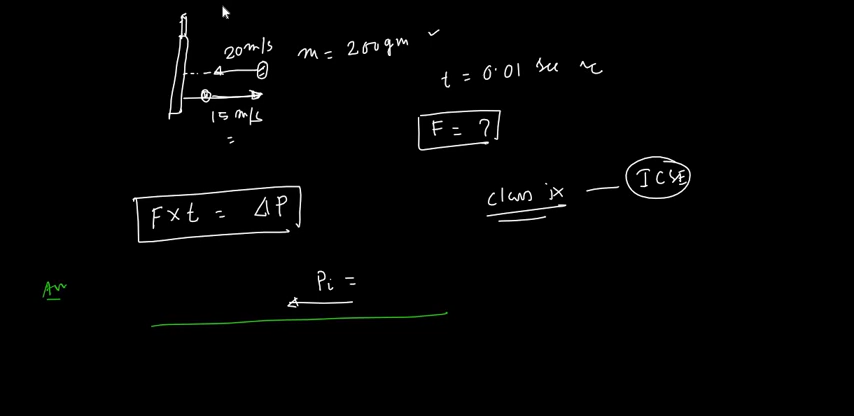 20m/s
m = 200gm
t = 0.01 sec
15 m/s
=
F = ?
F×t = ΔP
class ix — ICSE
Pi =